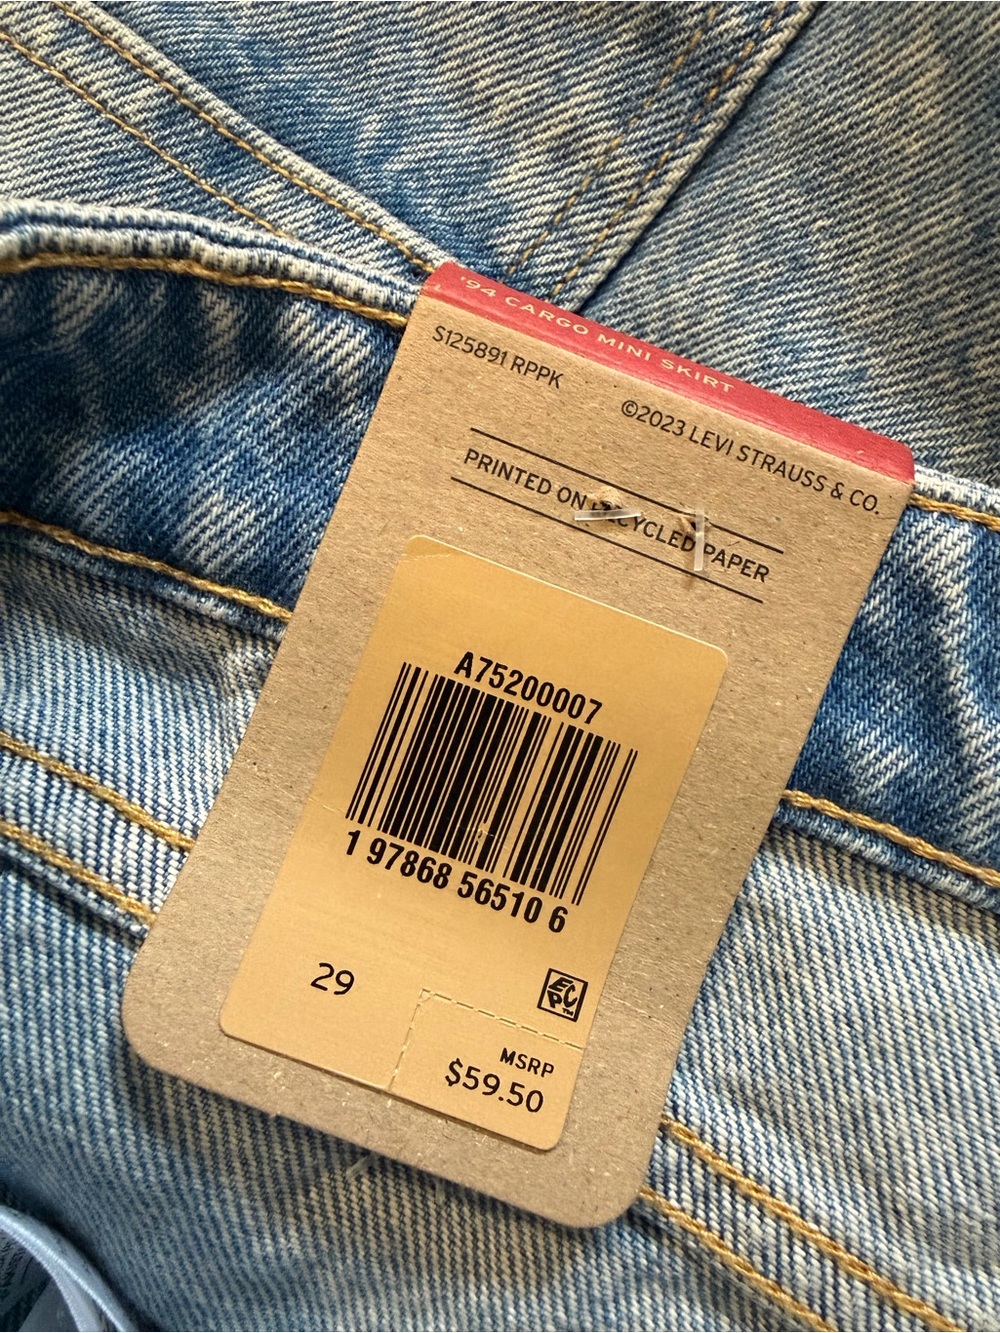 '94 CARGO MINI SKIRT
S125891 RPPK
©2023 LEVI STRAUSS & CO.
PRINTED ON RECYCLED PAPER
A75200007
1 97868 56510 6
29
ECP™
MSRP
$59.50